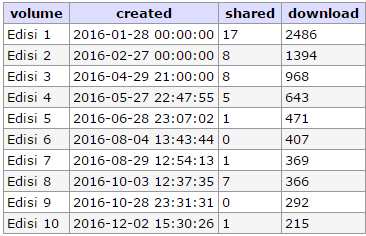 volume created shared download
Edisi 1 2016-01-28 00:00:00 17 2486
Edisi 2 2016-02-27 00:00:00 8 1394
Edisi 3 2016-04-29 21:00:00 8 968
Edisi 4 2016-05-27 22:47:55 5 643
Edisi 5 2016-06-28 23:07:02 1 471
Edisi 6 2016-08-04 13:43:44 0 407
Edisi 7 2016-08-29 12:54:13 1 369
Edisi 8 2016-10-03 12:37:35 7 366
Edisi 9 2016-10-28 23:31:31 0 292
Edisi 10 2016-12-02 15:30:26 1 215